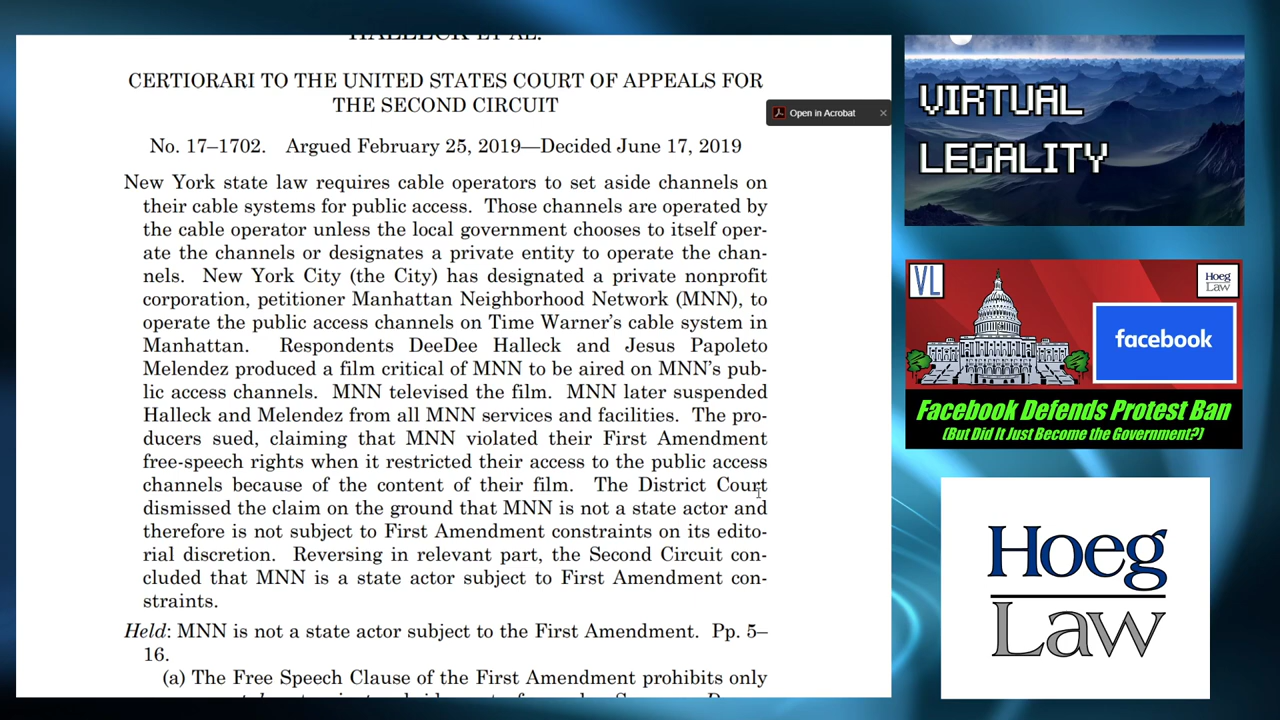 HALLECK ET AL.
CERTIORARI TO THE UNITED STATES COURT OF APPEALS FOR
THE SECOND CIRCUIT
No. 17–1702. Argued February 25, 2019—Decided June 17, 2019
New York state law requires cable operators to set aside channels on
their cable systems for public access. Those channels are operated by
the cable operator unless the local government chooses to itself oper-
ate the channels or designates a private entity to operate the chan-
nels. New York City (the City) has designated a private nonprofit
corporation, petitioner Manhattan Neighborhood Network (MNN), to
operate the public access channels on Time Warner's cable system in
Manhattan. Respondents DeeDee Halleck and Jesus Papoleto
Melendez produced a film critical of MNN to be aired on MNN's pub-
lic access channels. MNN televised the film. MNN later suspended
Halleck and Melendez from all MNN services and facilities. The pro-
ducers sued, claiming that MNN violated their First Amendment
free-speech rights when it restricted their access to the public access
channels because of the content of their film. The District Court
dismissed the claim on the ground that MNN is not a state actor and
therefore is not subject to First Amendment constraints on its edito-
rial discretion. Reversing in relevant part, the Second Circuit con-
cluded that MNN is a state actor subject to First Amendment con-
straints.
Held: MNN is not a state actor subject to the First Amendment. Pp. 5–
16.
(a) The Free Speech Clause of the First Amendment prohibits only
Open in Acrobat
VIRTUAL
LEGALITY
VL
Hoeg
Law
facebook
Facebook Defends Protest Ban
(But Did It Just Become the Government?)
Hoeg
Law